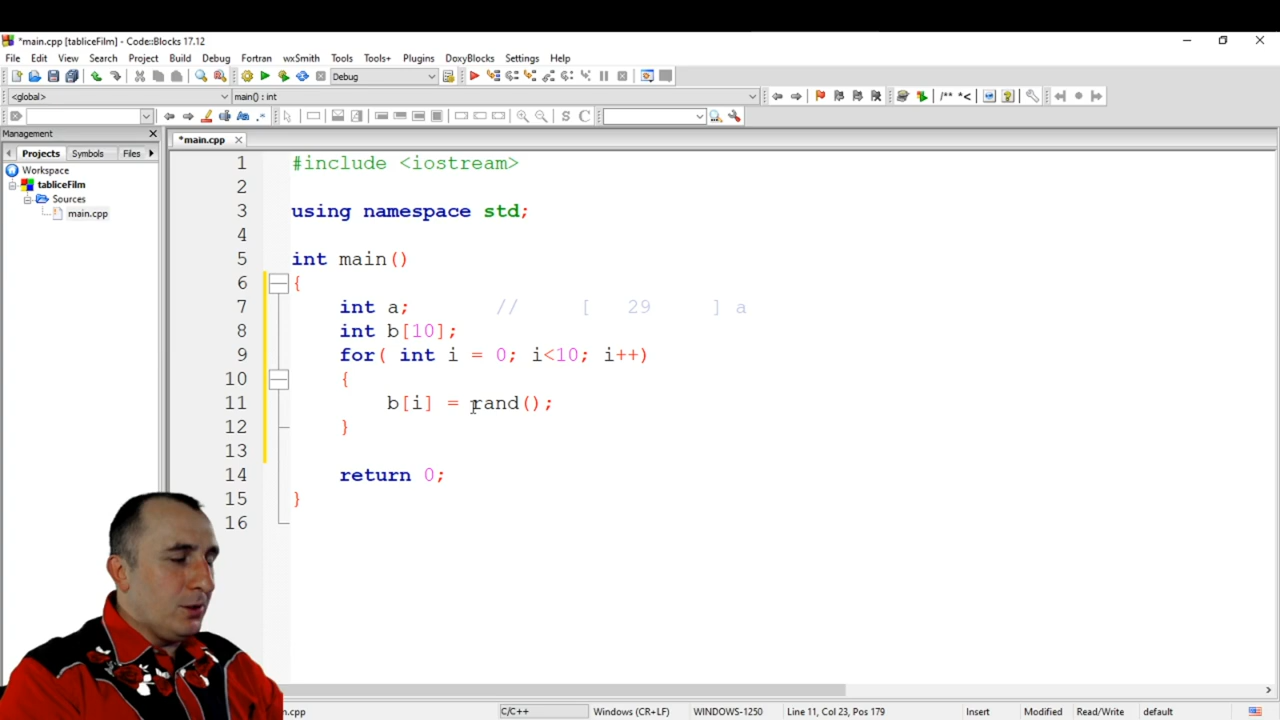 *main.cpp [tabliceFilm] - Code::Blocks 17.12
File Edit View Search Project Build Debug Fortran wxSmith Tools Tools+ Plugins DoxyBlocks Settings Help
Debug
<global> main() : int /** *<
S C
Management
*main.cpp
Projects Symbols Files
Workspace
tabliceFilm
Sources
main.cpp
1 #include <iostream>
2
3 using namespace std;
4
5 int main()
6 {
7 int a; // [ 29 ] a
8 int b[10];
9 for( int i = 0; i<10; i++)
10 {
11 b[i] = rand();
12 }
13
14 return 0;
15 }
16
cpp C/C++ Windows (CR+LF) WINDOWS-1250 Line 11, Col 23, Pos 179 Insert Modified Read/Write default